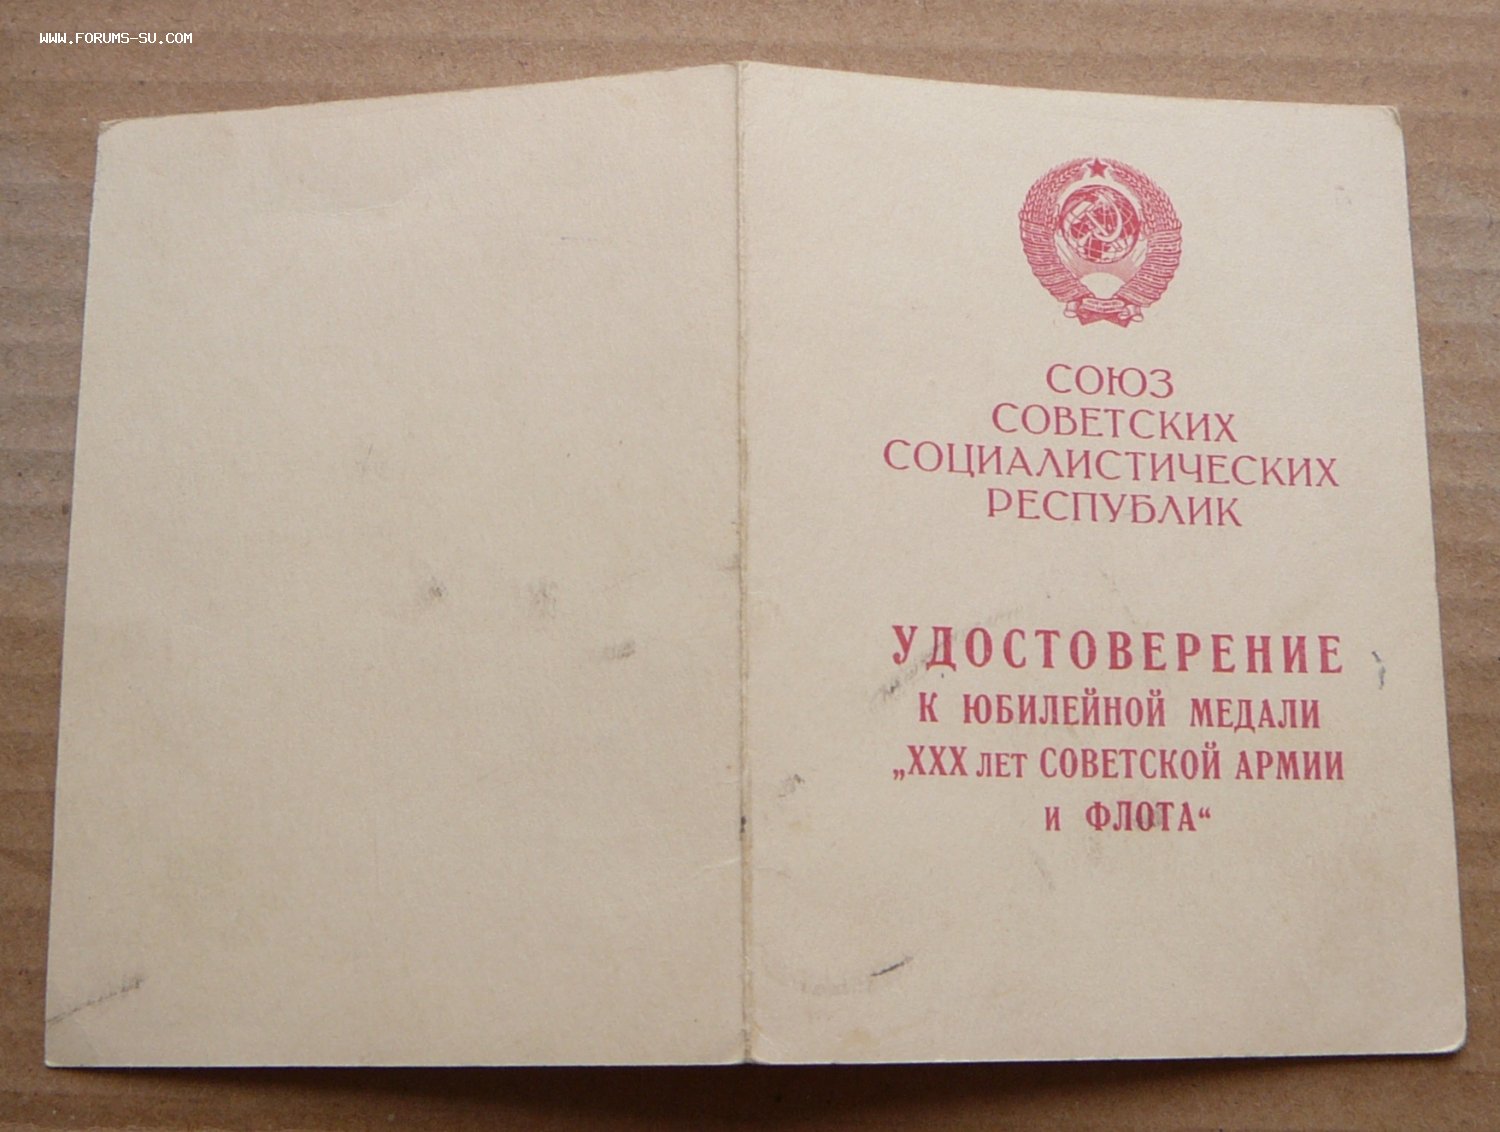 WWW.FORUMS-SU.COM
СОЮЗ
СОВЕТСКИХ
СОЦИАЛИСТИЧЕСКИХ
РЕСПУБЛИК
УДОСТОВЕРЕНИЕ
К ЮБИЛЕЙНОЙ МЕДАЛИ
„XXX ЛЕТ СОВЕТСКОЙ АРМИИ
И ФЛОТА“